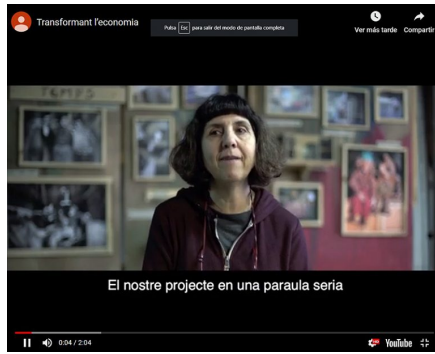 Transformant l'economia
Pulsa Esc para salir del modo de pantalla completa
Ver más tarde
Compartir
TEMPS
El nostre projecte en una paraula seria
0:04 / 2:04
YouTube